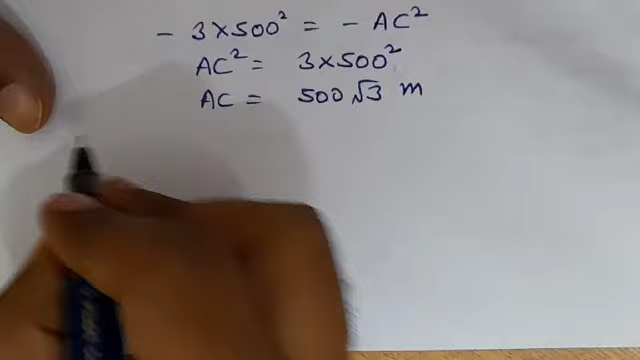 - 3×500² = - AC²
AC² = 3×500²
AC = 500√3 m